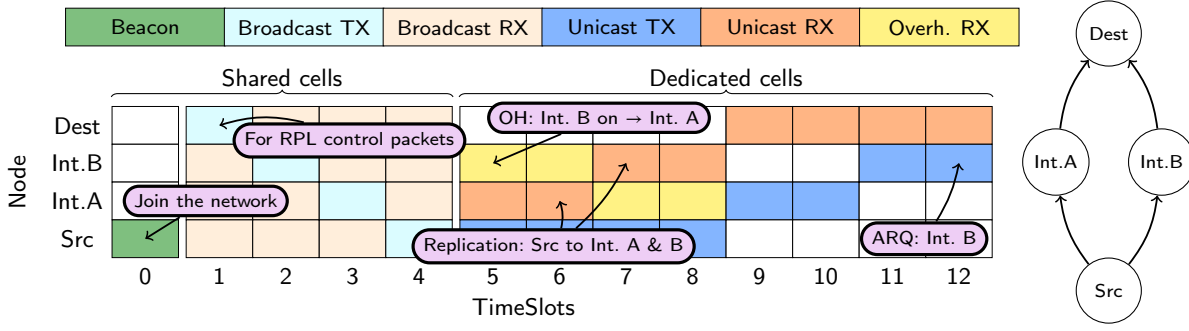 Beacon Broadcast TX Broadcast RX Unicast TX Unicast RX Overh. RX
Shared cells Dedicated cells
Node
Dest
Int.B
Int.A
Src
For RPL control packets
OH: Int. B on → Int. A
Join the network
Replication: Src to Int. A & B
ARQ: Int. B
0 1 2 3 4 5 6 7 8 9 10 11 12
TimeSlots
Dest
Int.A Int.B
Src